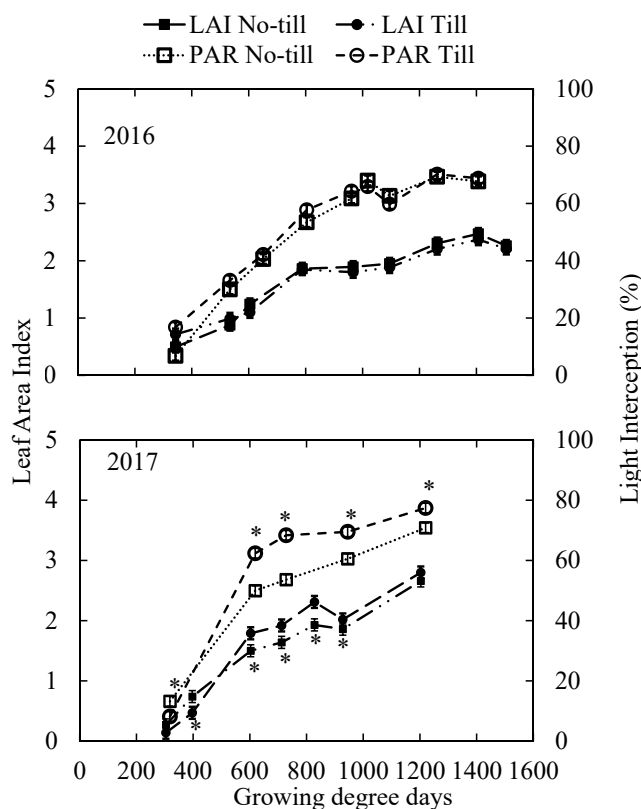 LAI No-till LAI Till
PAR No-till PAR Till
5 100
2016
4 80
3 60
2 40
1 20
0 0
Leaf Area Index
Light Interception (%)
5 100
2017
* * * *
4 80
3 60
2 40
* * * *
1 20
*
*
0 0
0 200 400 600 800 1000 1200 1400 1600
Growing degree days